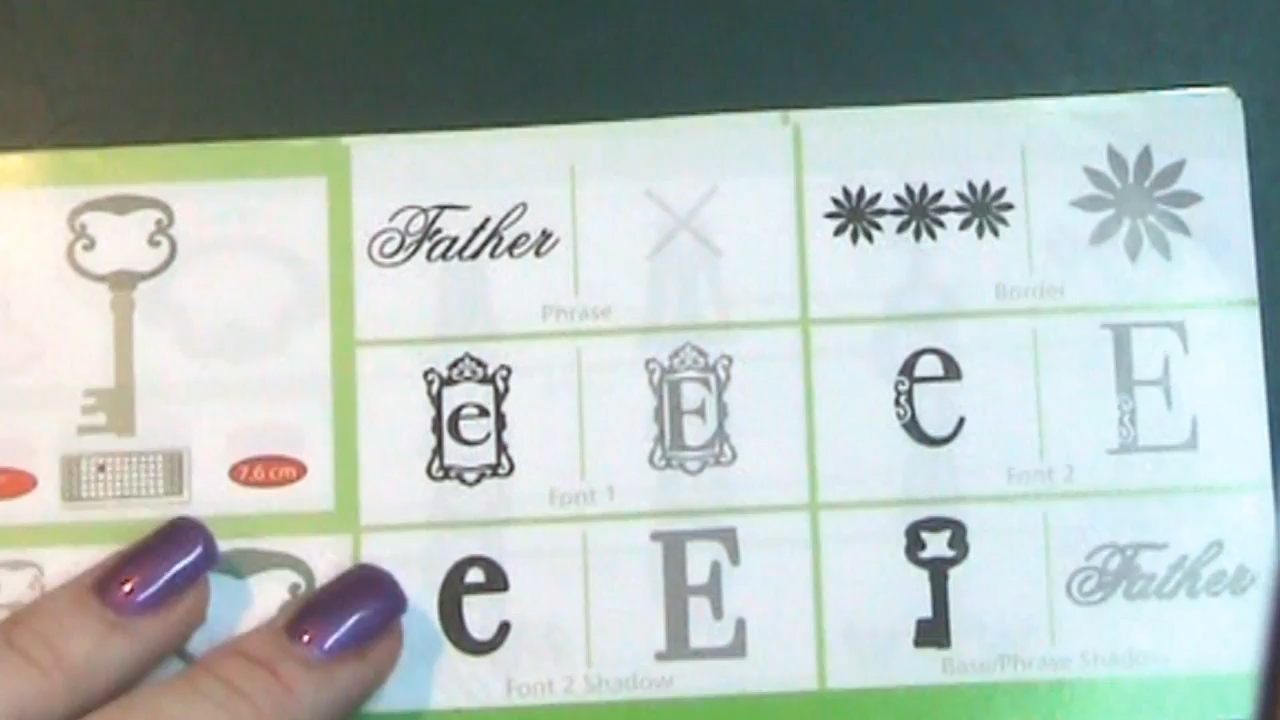 Father
Phrase
Border
7.6 cm
e E
Font 1
e E
Font 2
e E
Font 2 Shadow
Father
Base/Phrase Shadow